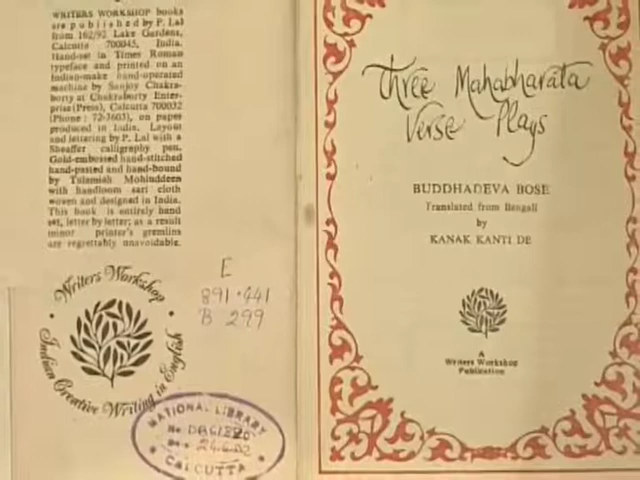 WRITERS WORKSHOP books
are published by P. Lal
from 162/92 Lake Gardens,
Calcutta 700045, India.
Hand-set in Times Roman
typeface and printed on an
Indian-make hand-operated
machine by Sanjoy Chakra-
borty at Chakraborty Enter-
prise (Press), Calcutta 700032
(Phone : 72-3603), on paper
produced in India. Layout
and lettering by P. Lal with a
Sheaffer calligraphy pen.
Gold-embossed hand-stitched
hand-pasted and hand-bound
by Tulamiah Mohiuddeen
with handloom sari cloth
woven and designed in India.
This book is entirely hand
set, letter by letter; as a result
minor printer's gremlins
are regrettably unavoidable.
Writers Workshop
Indian Creative Writing in English
E
891.441
B 299
NATIONAL LIBRARY
No
CALCUTTA
Three Mahabharata
Verse Plays
BUDDHADEVA BOSE
Translated from Bengali
by
KANAK KANTI DE
A
Writers Workshop
Publication